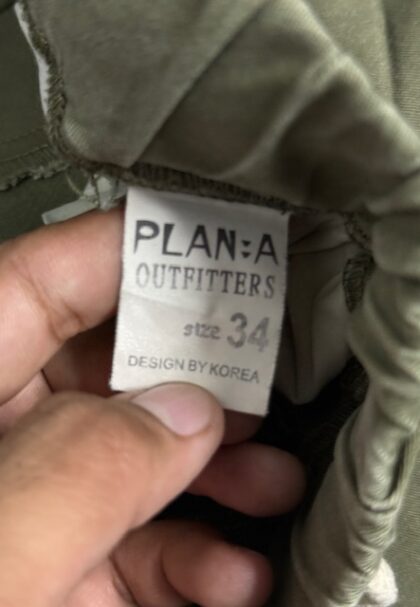 PLAN:A
OUTFITTERS
size 34
DESIGN BY KOREA